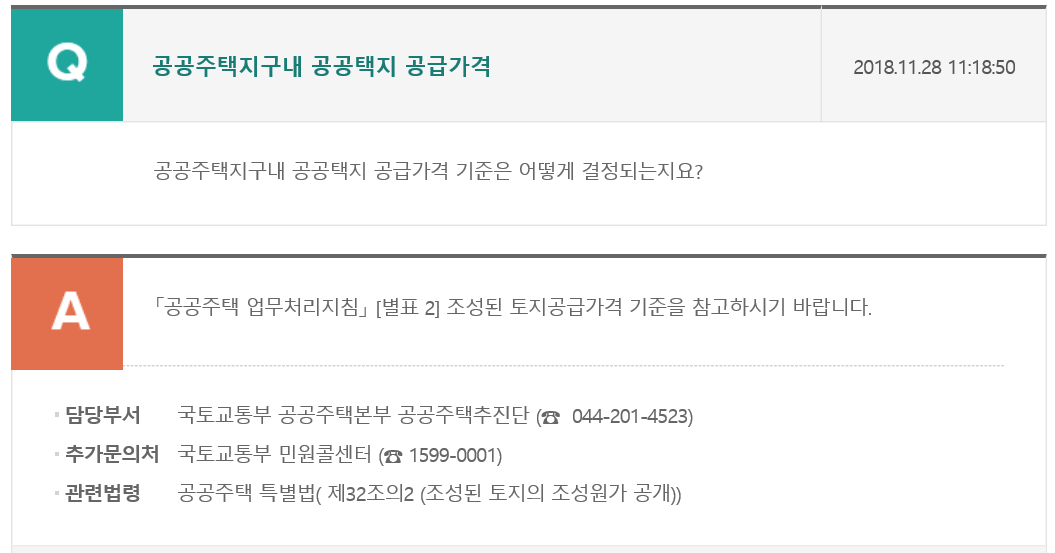 Q
공공주택지구내 공공택지 공급가격
2018.11.28 11:18:50
공공주택지구내 공공택지 공급가격 기준은 어떻게 결정되는지요?
A
「공공주택 업무처리지침」 [별표 2] 조성된 토지공급가격 기준을 참고하시기 바랍니다.
담당부서 국토교통부 공공주택본부 공공주택추진단 (☎ 044-201-4523)
추가문의처 국토교통부 민원콜센터 (☎ 1599-0001)
관련법령 공공주택 특별법( 제32조의2 (조성된 토지의 조성원가 공개))